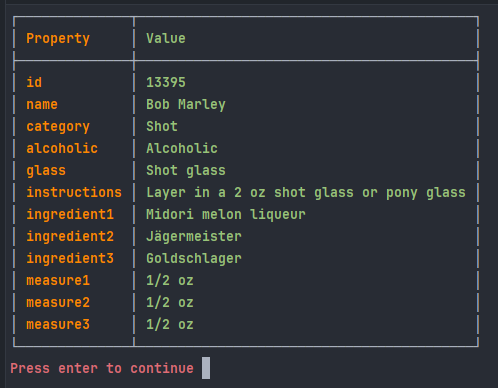 Property Value
id 13395
name Bob Marley
category Shot
alcoholic Alcoholic
glass Shot glass
instructions Layer in a 2 oz shot glass or pony glass
ingredient1 Midori melon liqueur
ingredient2 Jägermeister
ingredient3 Goldschlager
measure1 1/2 oz
measure2 1/2 oz
measure3 1/2 oz
Press enter to continue